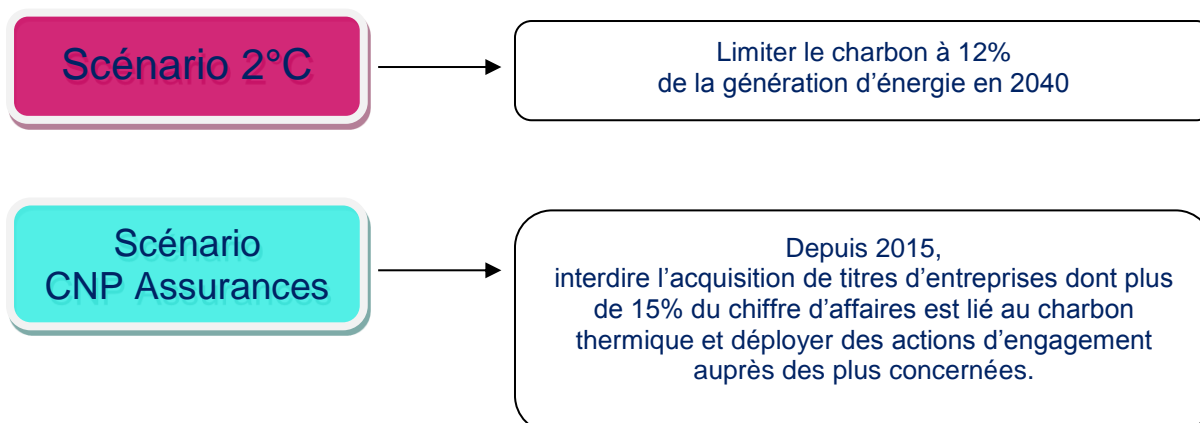 Scénario 2°C
Limiter le charbon à 12%
de la génération d’énergie en 2040
Scénario
CNP Assurances
Depuis 2015,
interdire l’acquisition de titres d’entreprises dont plus
de 15% du chiffre d’affaires est lié au charbon
thermique et déployer des actions d’engagement
auprès des plus concernées.